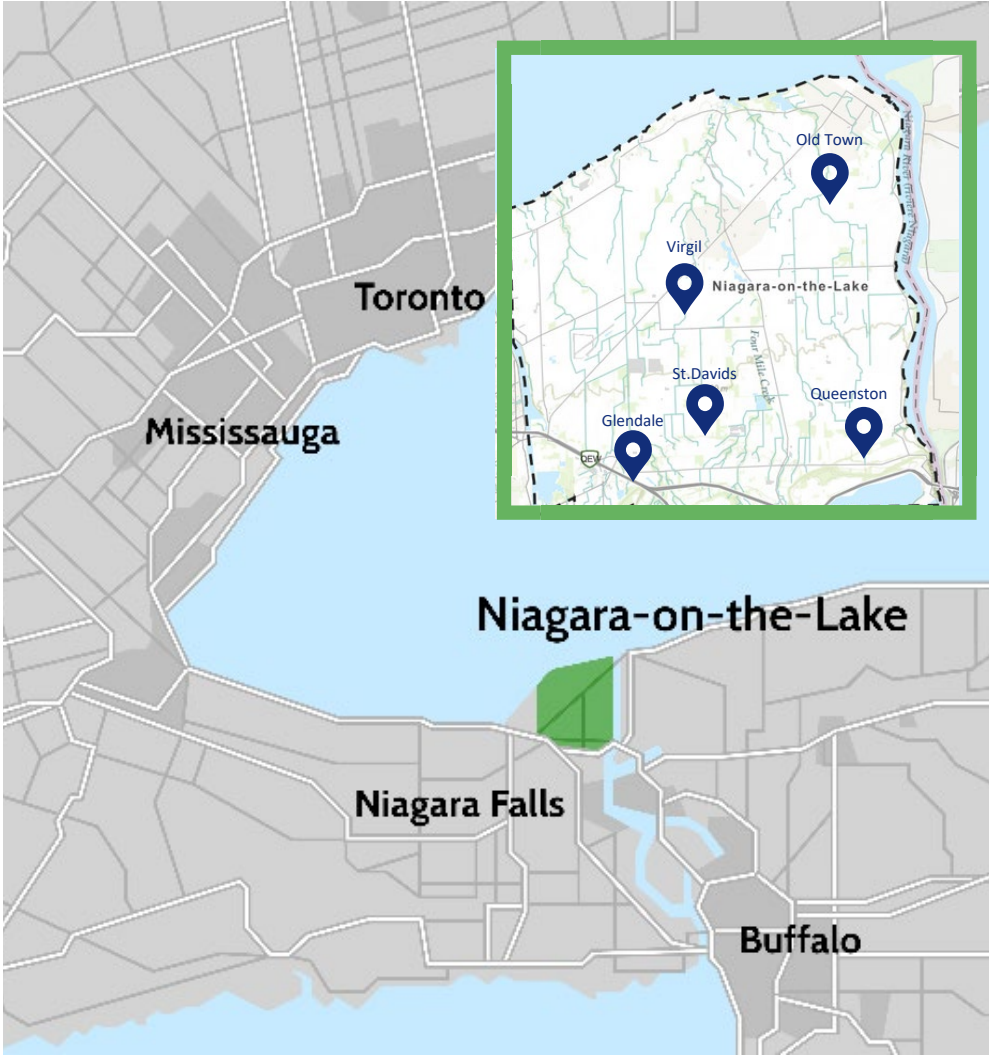 Old Town
Virgil
Niagara-on-the-Lake
Toronto
Four Mile Creek
St.Davids
Queenston
Glendale
Mississauga
QEW
Niagara-on-the-Lake
Niagara Falls
Buffalo